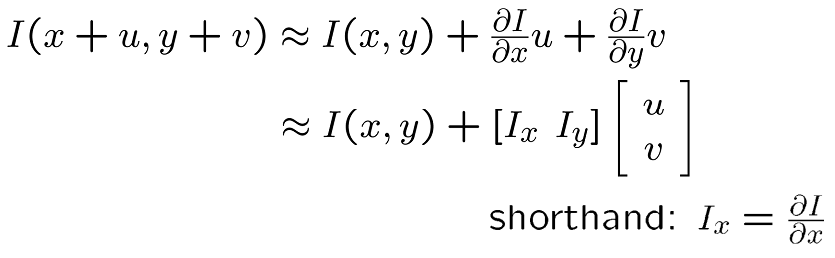 I(x + u, y + v) ≈ I(x, y) + ∂I/∂x u + ∂I/∂y v
≈ I(x, y) + [I_x I_y] [u v]
shorthand: I_x = ∂I/∂x